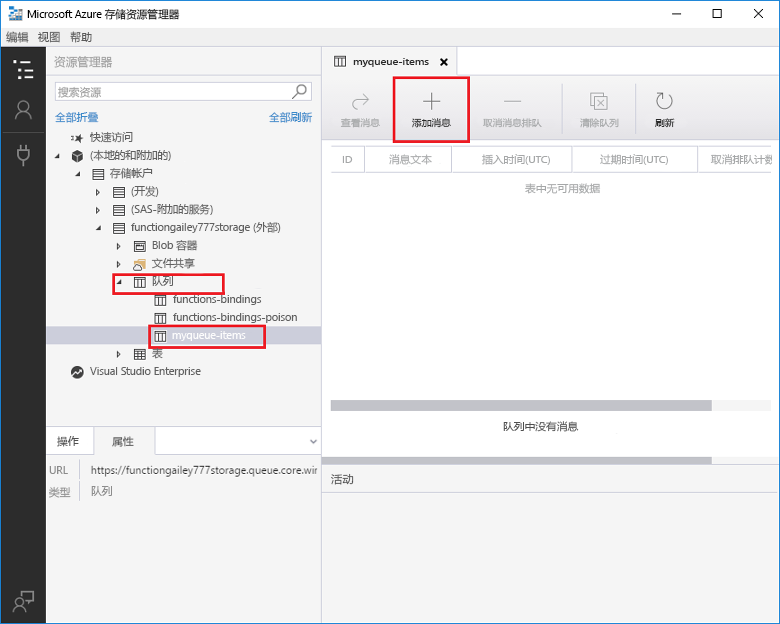 Microsoft Azure 存储资源管理器
编辑 视图 帮助
资源管理器
搜索资源
全部折叠 全部刷新
快速访问
(本地的和附加的)
存储帐户
(开发)
(SAS-附加的服务)
functiongailey777storage (外部)
Blob 容器
文件共享
队列
functions-bindings
functions-bindings-poison
myqueue-items
表
Visual Studio Enterprise
操作 属性
URL https://functiongailey777storage.queue.core.wir
类型 队列
myqueue-items
查看消息 添加消息 取消消息排队 清除队列 刷新
ID 消息文本 插入时间(UTC) 过期时间(UTC) 取消排队计数
表中无可用数据
队列中没有消息
活动